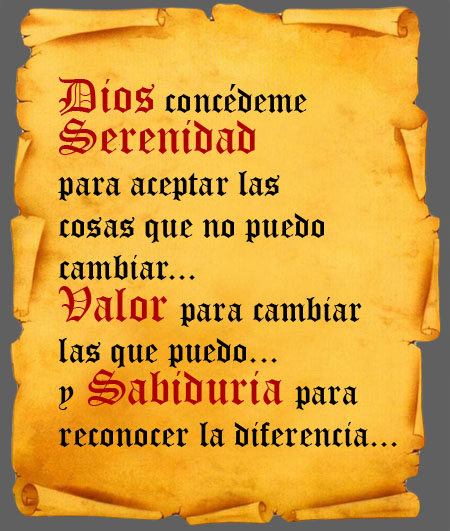 Dios concédeme
Serenidad
para aceptar las
cosas que no puedo
cambiar...
Valor para cambiar
las que puedo...
y Sabiduria para
reconocer la diferencia...